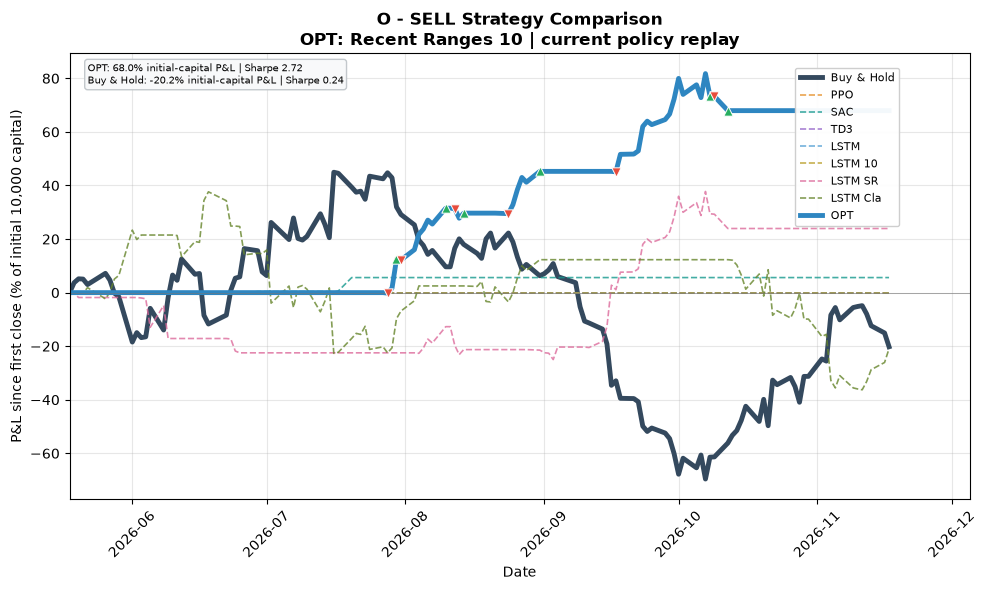 O - SELL Strategy Comparison
OPT: Recent Ranges 10 | current policy replay
OPT: 68.0% initial-capital P&L | Sharpe 2.72
Buy & Hold: -20.2% initial-capital P&L | Sharpe 0.24
Buy & Hold
PPO
SAC
TD3
LSTM
LSTM 10
LSTM SR
LSTM Cla
OPT
P&L since first close (% of initial 10,000 capital)
80
60
40
20
0
−20
−40
−60
2026-06
2026-07
2026-08
2026-09
2026-10
2026-11
2026-12
Date